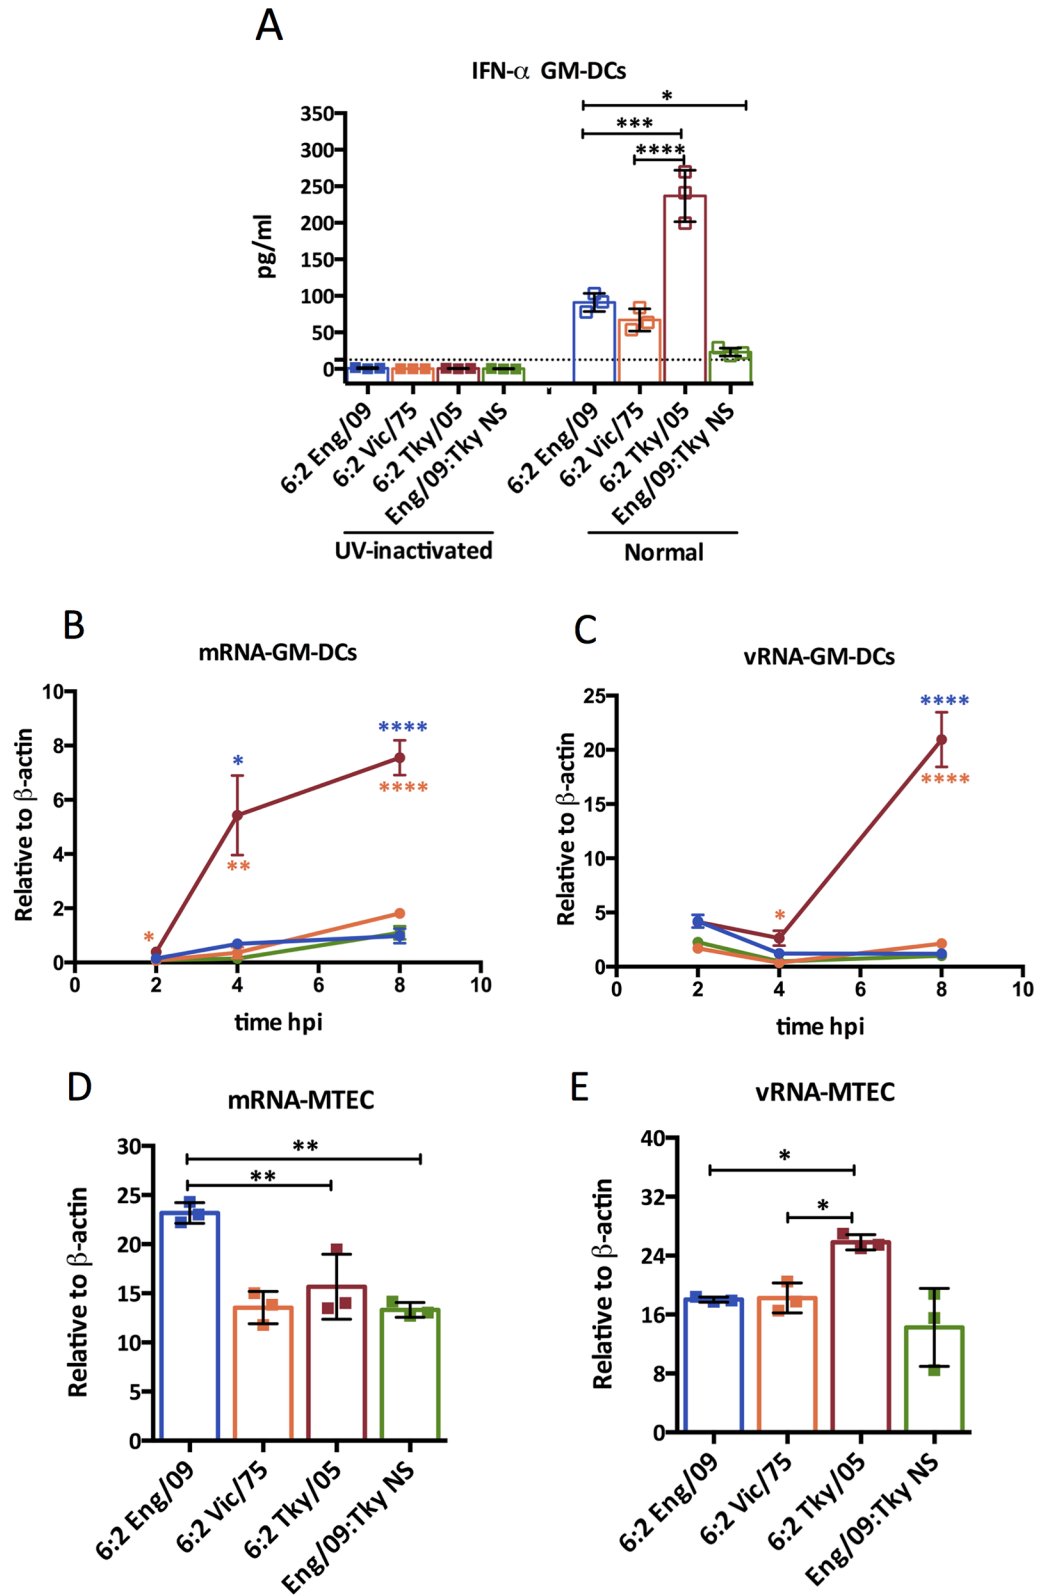 A
IFN-α GM-DCs
pg/ml
350
300
250
200
150
100
50
0
*
***
****
6:2 Eng/09
6:2 Vic/75
6:2 Tky/05
Eng/09:Tky NS
6:2 Eng/09
6:2 Vic/75
6:2 Tky/05
Eng/09:Tky NS
UV-inactivated
Normal
B
mRNA-GM-DCs
Relative to β-actin
10
8
6
4
2
0
*
*
**
****
****
0 2 4 6 8 10
time hpi
C
vRNA-GM-DCs
Relative to β-actin
25
20
15
10
5
0
*
****
****
0 2 4 6 8 10
time hpi
D
mRNA-MTEC
Relative to β-actin
30
25
20
15
10
5
0
**
**
6:2 Eng/09
6:2 Vic/75
6:2 Tky/05
Eng/09:Tky NS
E
vRNA-MTEC
Relative to β-actin
40
32
24
16
8
0
*
*
6:2 Eng/09
6:2 Vic/75
6:2 Tky/05
Eng/09:Tky NS